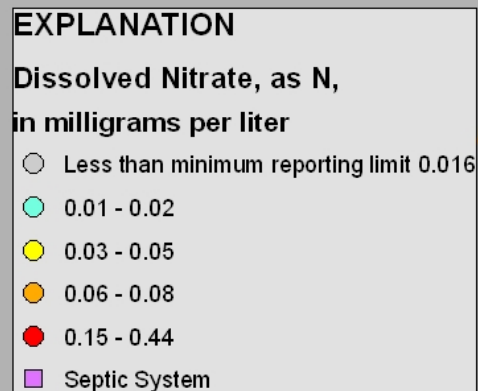 EXPLANATION
Dissolved Nitrate, as N,
in milligrams per liter
Less than minimum reporting limit 0.016
0.01 - 0.02
0.03 - 0.05
0.06 - 0.08
0.15 - 0.44
Septic System